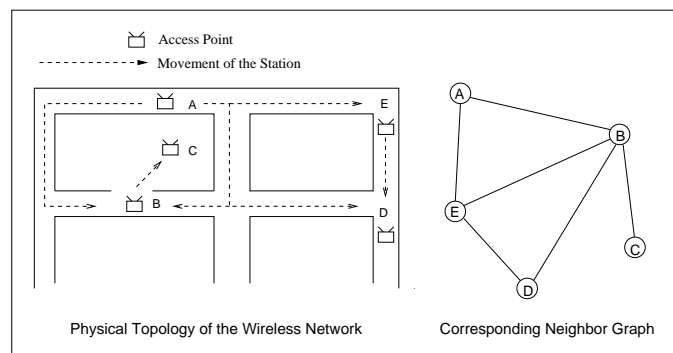 Access Point
Movement of the Station
A
E
C
B
D
A
B
E
C
D
Physical Topology of the Wireless Network
Corresponding Neighbor Graph